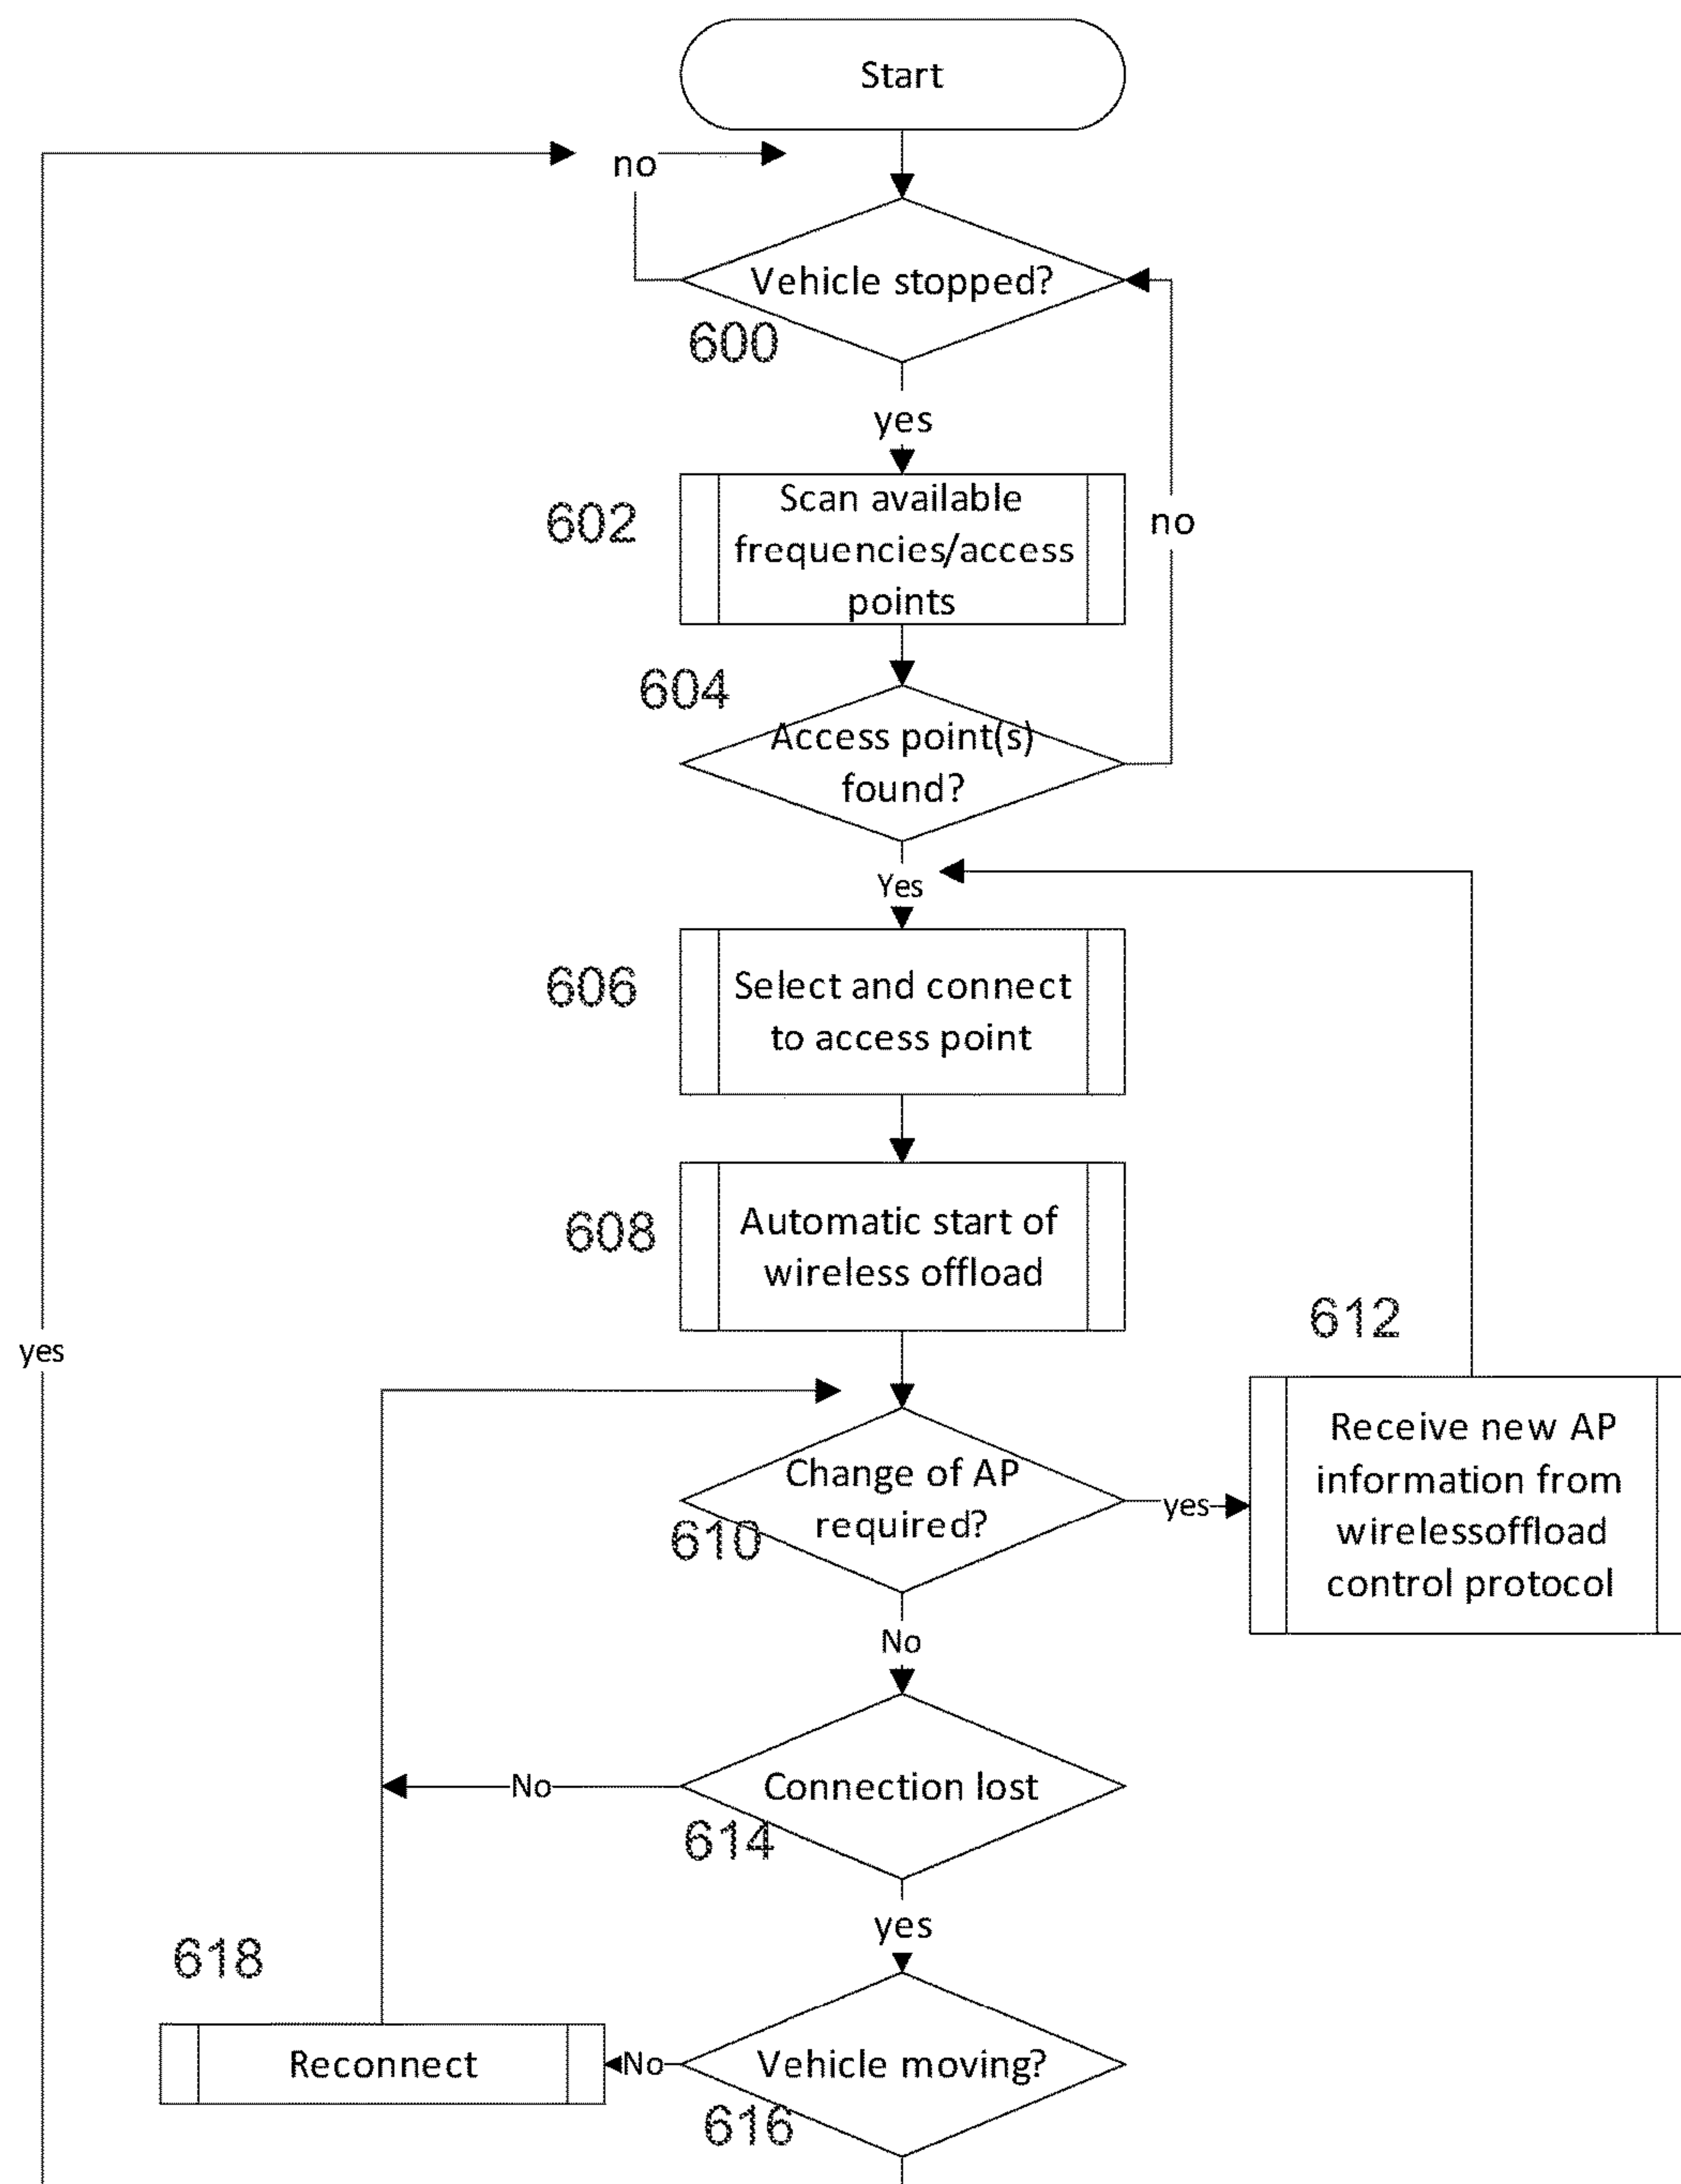 Start
no
Vehicle stopped?
600
yes
602
Scan available
frequencies/access
points
no
604
Access point(s)
found?
Yes
606
Select and connect
to access point
608
Automatic start of
wireless offload
612
yes
Change of AP
required?
610
yes
Receive new AP
information from
wirelessoffload
control protocol
No
No
Connection lost
614
yes
618
Reconnect
No
Vehicle moving?
616